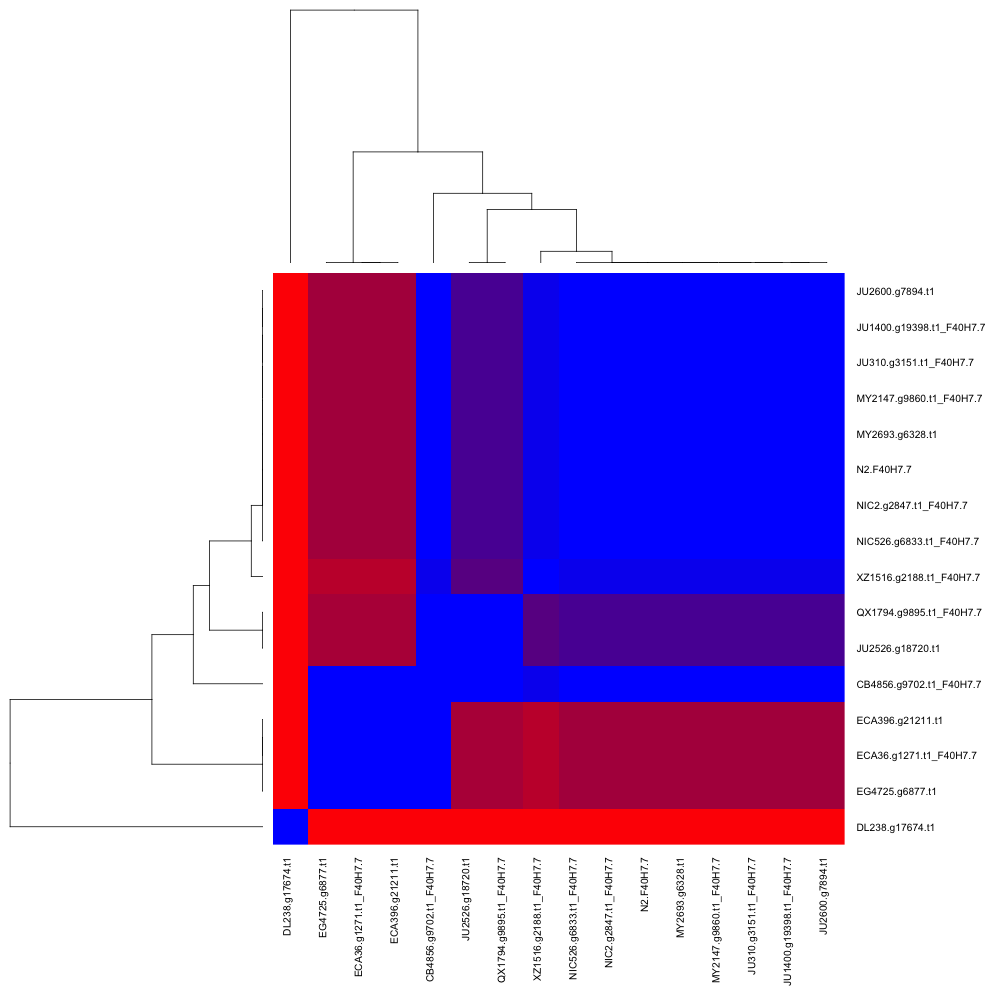 JU2600.g7894.t1
JU1400.g19398.t1_F40H7.7
JU310.g3151.t1_F40H7.7
MY2147.g9860.t1_F40H7.7
MY2693.g6328.t1
N2.F40H7.7
NIC2.g2847.t1_F40H7.7
NIC526.g6833.t1_F40H7.7
XZ1516.g2188.t1_F40H7.7
QX1794.g9895.t1_F40H7.7
JU2526.g18720.t1
CB4856.g9702.t1_F40H7.7
ECA396.g21211.t1
ECA36.g1271.t1_F40H7.7
EG4725.g6877.t1
DL238.g17674.t1
DL238.g17674.t1
EG4725.g6877.t1
ECA36.g1271.t1_F40H7.7
ECA396.g21211.t1
CB4856.g9702.t1_F40H7.7
JU2526.g18720.t1
QX1794.g9895.t1_F40H7.7
XZ1516.g2188.t1_F40H7.7
NIC526.g6833.t1_F40H7.7
NIC2.g2847.t1_F40H7.7
N2.F40H7.7
MY2693.g6328.t1
MY2147.g9860.t1_F40H7.7
JU310.g3151.t1_F40H7.7
JU1400.g19398.t1_F40H7.7
JU2600.g7894.t1